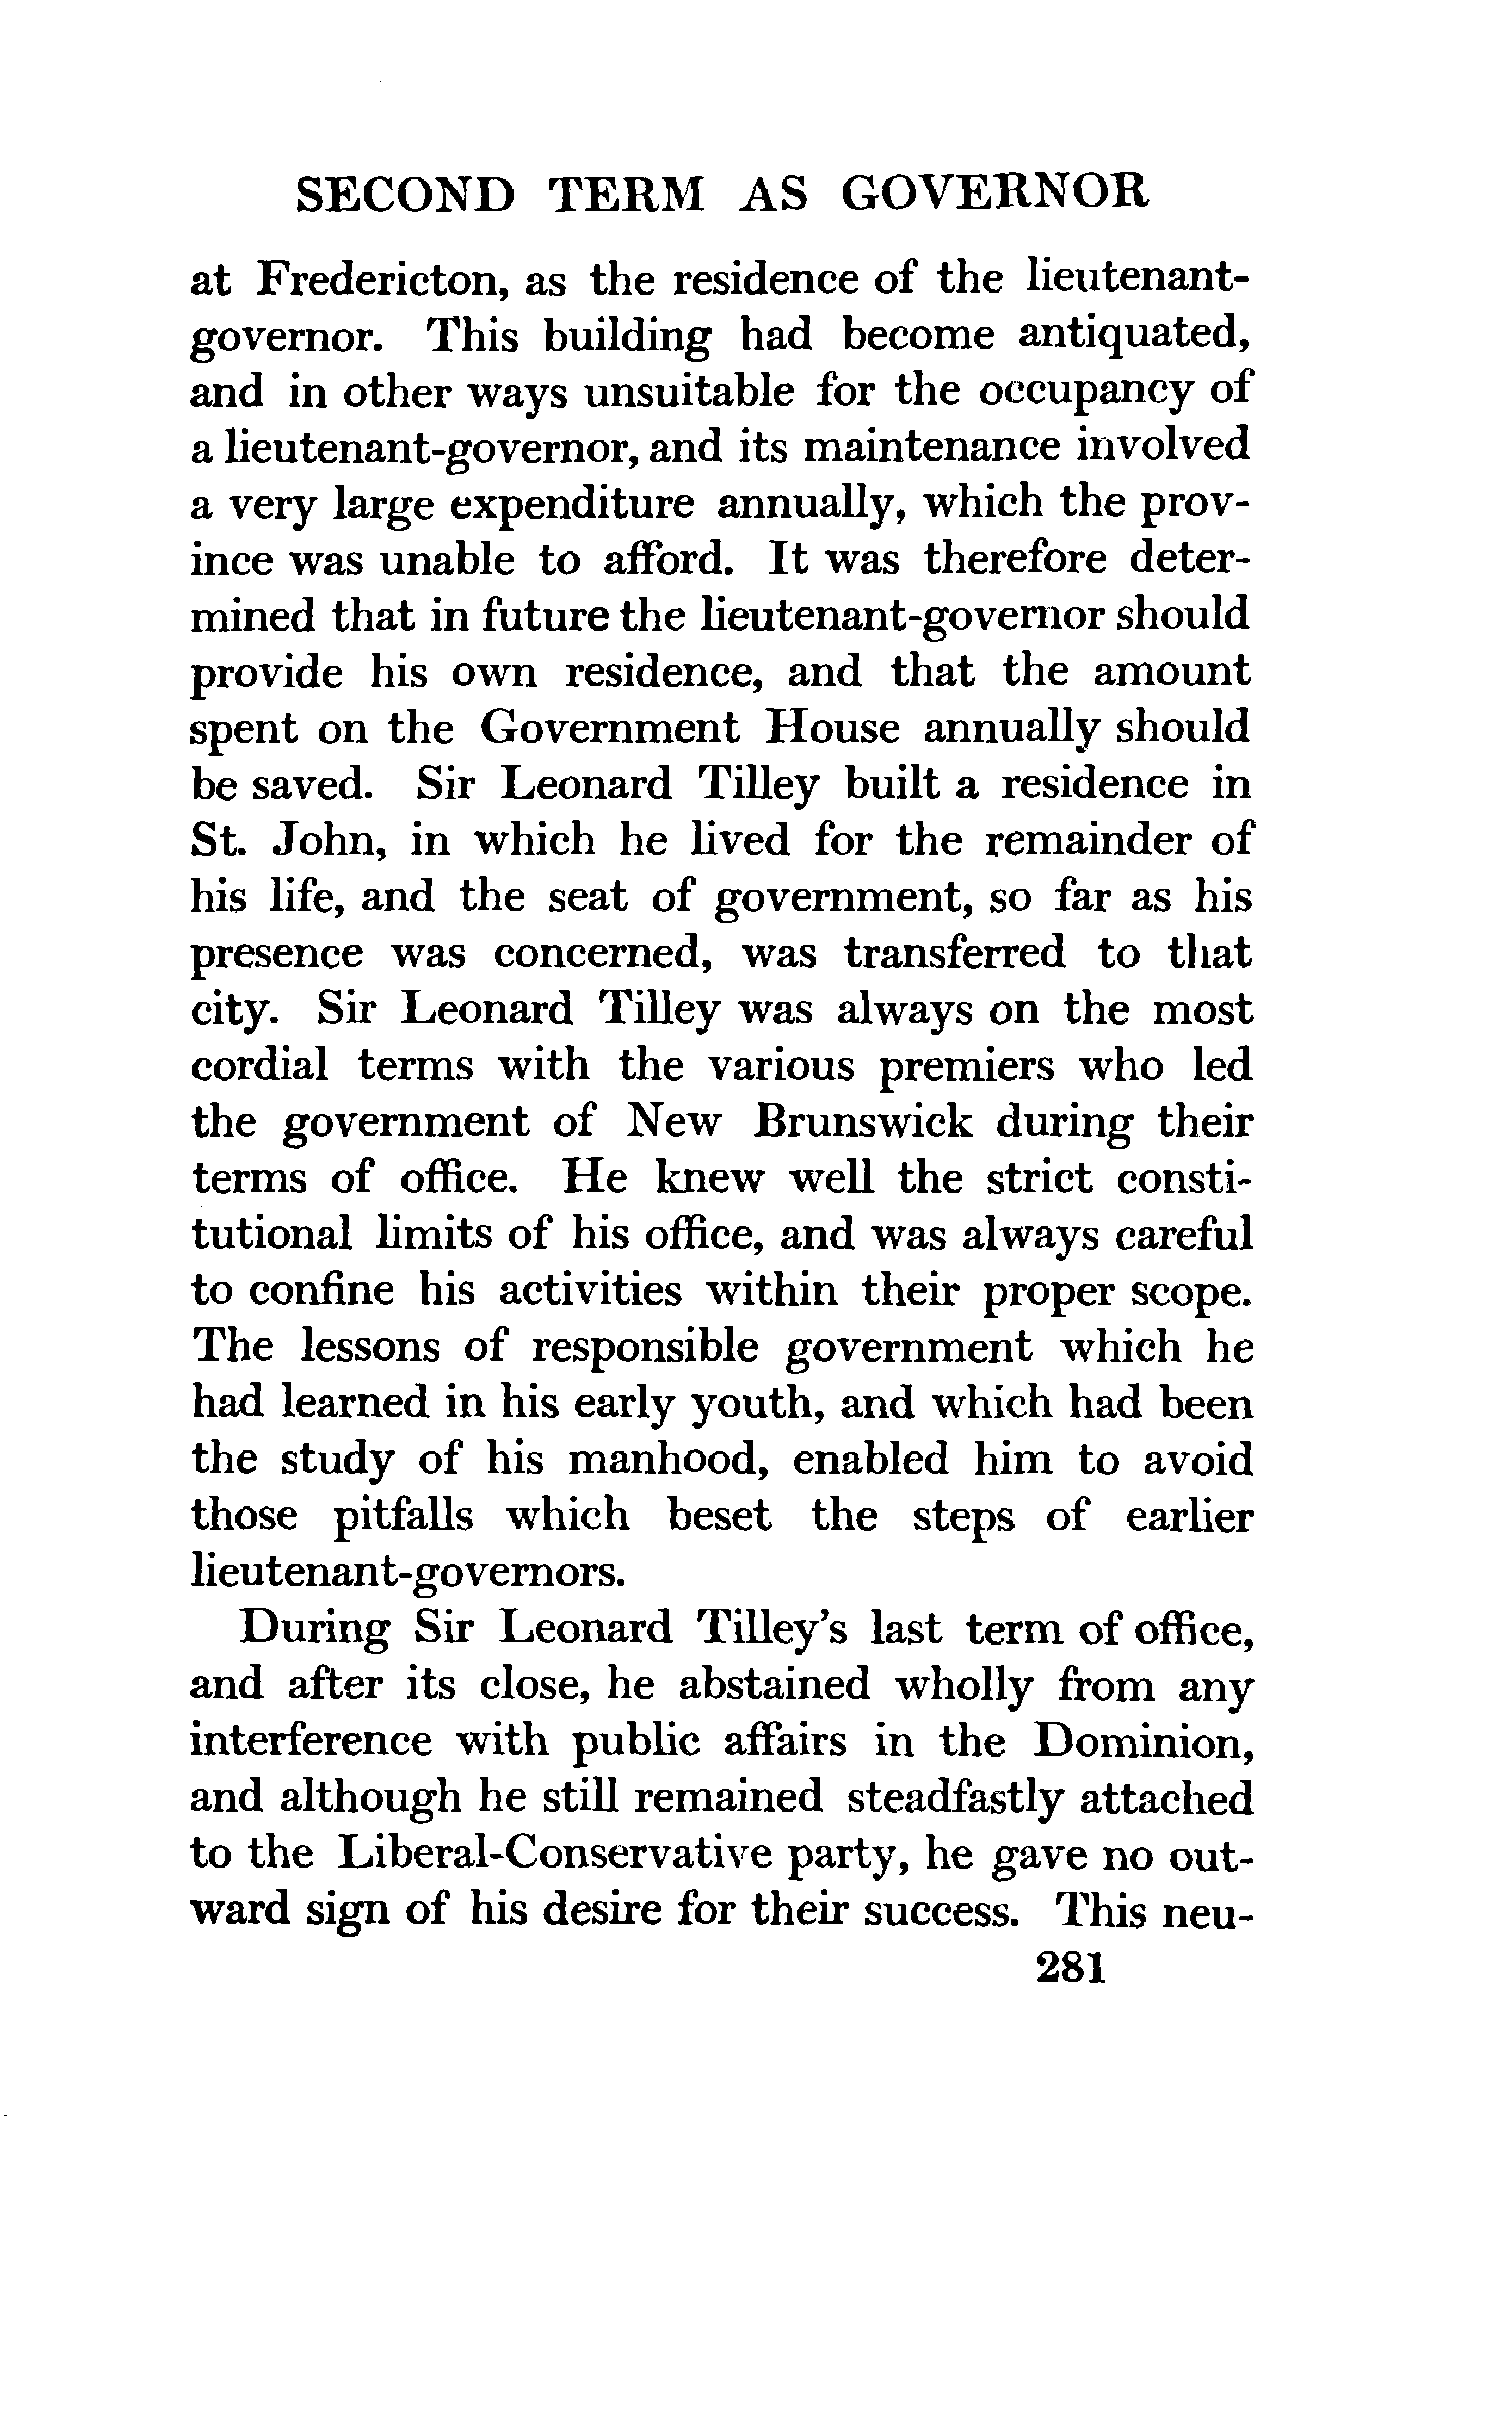 SECOND TERM AS GOVERNOR
at Fredericton, as the residence of the lieutenant-
governor. This building had become antiquated,
and in other ways unsuitable for the occupancy of
a lieutenant-governor, and its maintenance involved
a very large expenditure annually, which the prov-
ince was unable to afford. It was therefore deter-
mined that in future the lieutenant-governor should
provide his own residence, and that the amount
spent on the Government House annually should
be saved. Sir Leonard Tilley built a residence in
St. John, in which he lived for the remainder of
his life, and the seat of government, so far as his
presence was concerned, was transferred to that
city. Sir Leonard Tilley was always on the most
cordial terms with the various premiers who led
the government of New Brunswick during their
terms of office. He knew well the strict consti-
tutional limits of his office, and was always careful
to confine his activities within their proper scope.
The lessons of responsible government which he
had learned in his early youth, and which had been
the study of his manhood, enabled him to avoid
those pitfalls which beset the steps of earlier
lieutenant-governors.
During Sir Leonard Tilley's last term of office,
and after its close, he abstained wholly from any
interference with public affairs in the Dominion,
and although he still remained steadfastly attached
to the Liberal-Conservative party, he gave no out-
ward sign of his desire for their success. This neu-
281